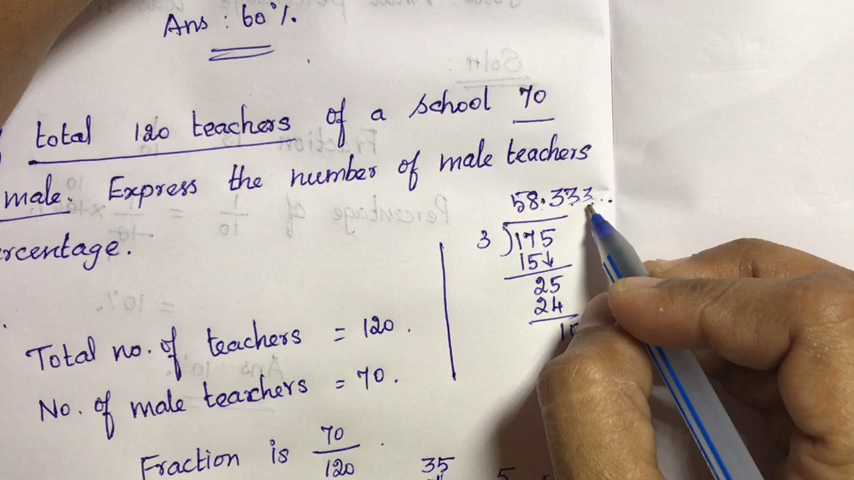 Ans : 60%
total 120 teachers of a school 70
male. Express the number of male teachers
percentage.
58.333...
3)175
15↓
25
24
Total no. of teachers = 120.
No. of male teachers = 70.
Fraction is 70/120
35